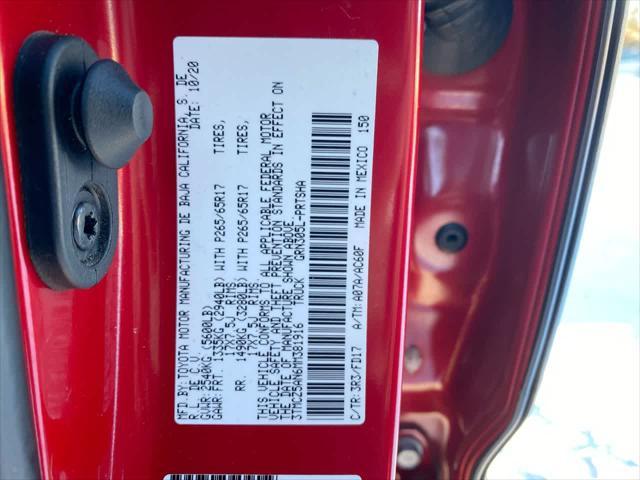 MFD.BY: TOYOTA MOTOR MANUFACTURING DE BAJA CALIFORNIA, S. DE
R.L. DE C.V. DATE: 10/20
GVWR: 2540KG (5600LB)
GAWR: FRT. 1335KG (2940LB) WITH P265/65R17 TIRES,
17X7.5J RIMS
RR. 1490KG (3280LB) WITH P265/65R17 TIRES,
17X7.5J RIMS
THIS VEHICLE CONFORMS TO ALL APPLICABLE FEDERAL MOTOR
VEHICLE SAFETY AND THEFT PREVENTION STANDARDS IN EFFECT ON
THE DATE OF MANUFACTURE SHOWN ABOVE.
3TMCZ5AN6MM381916 TRUCK GRN305L-PRTSHA
C/TR: 3R3/FD17 A/TM: A07A/AC60F MADE IN MEXICO 150